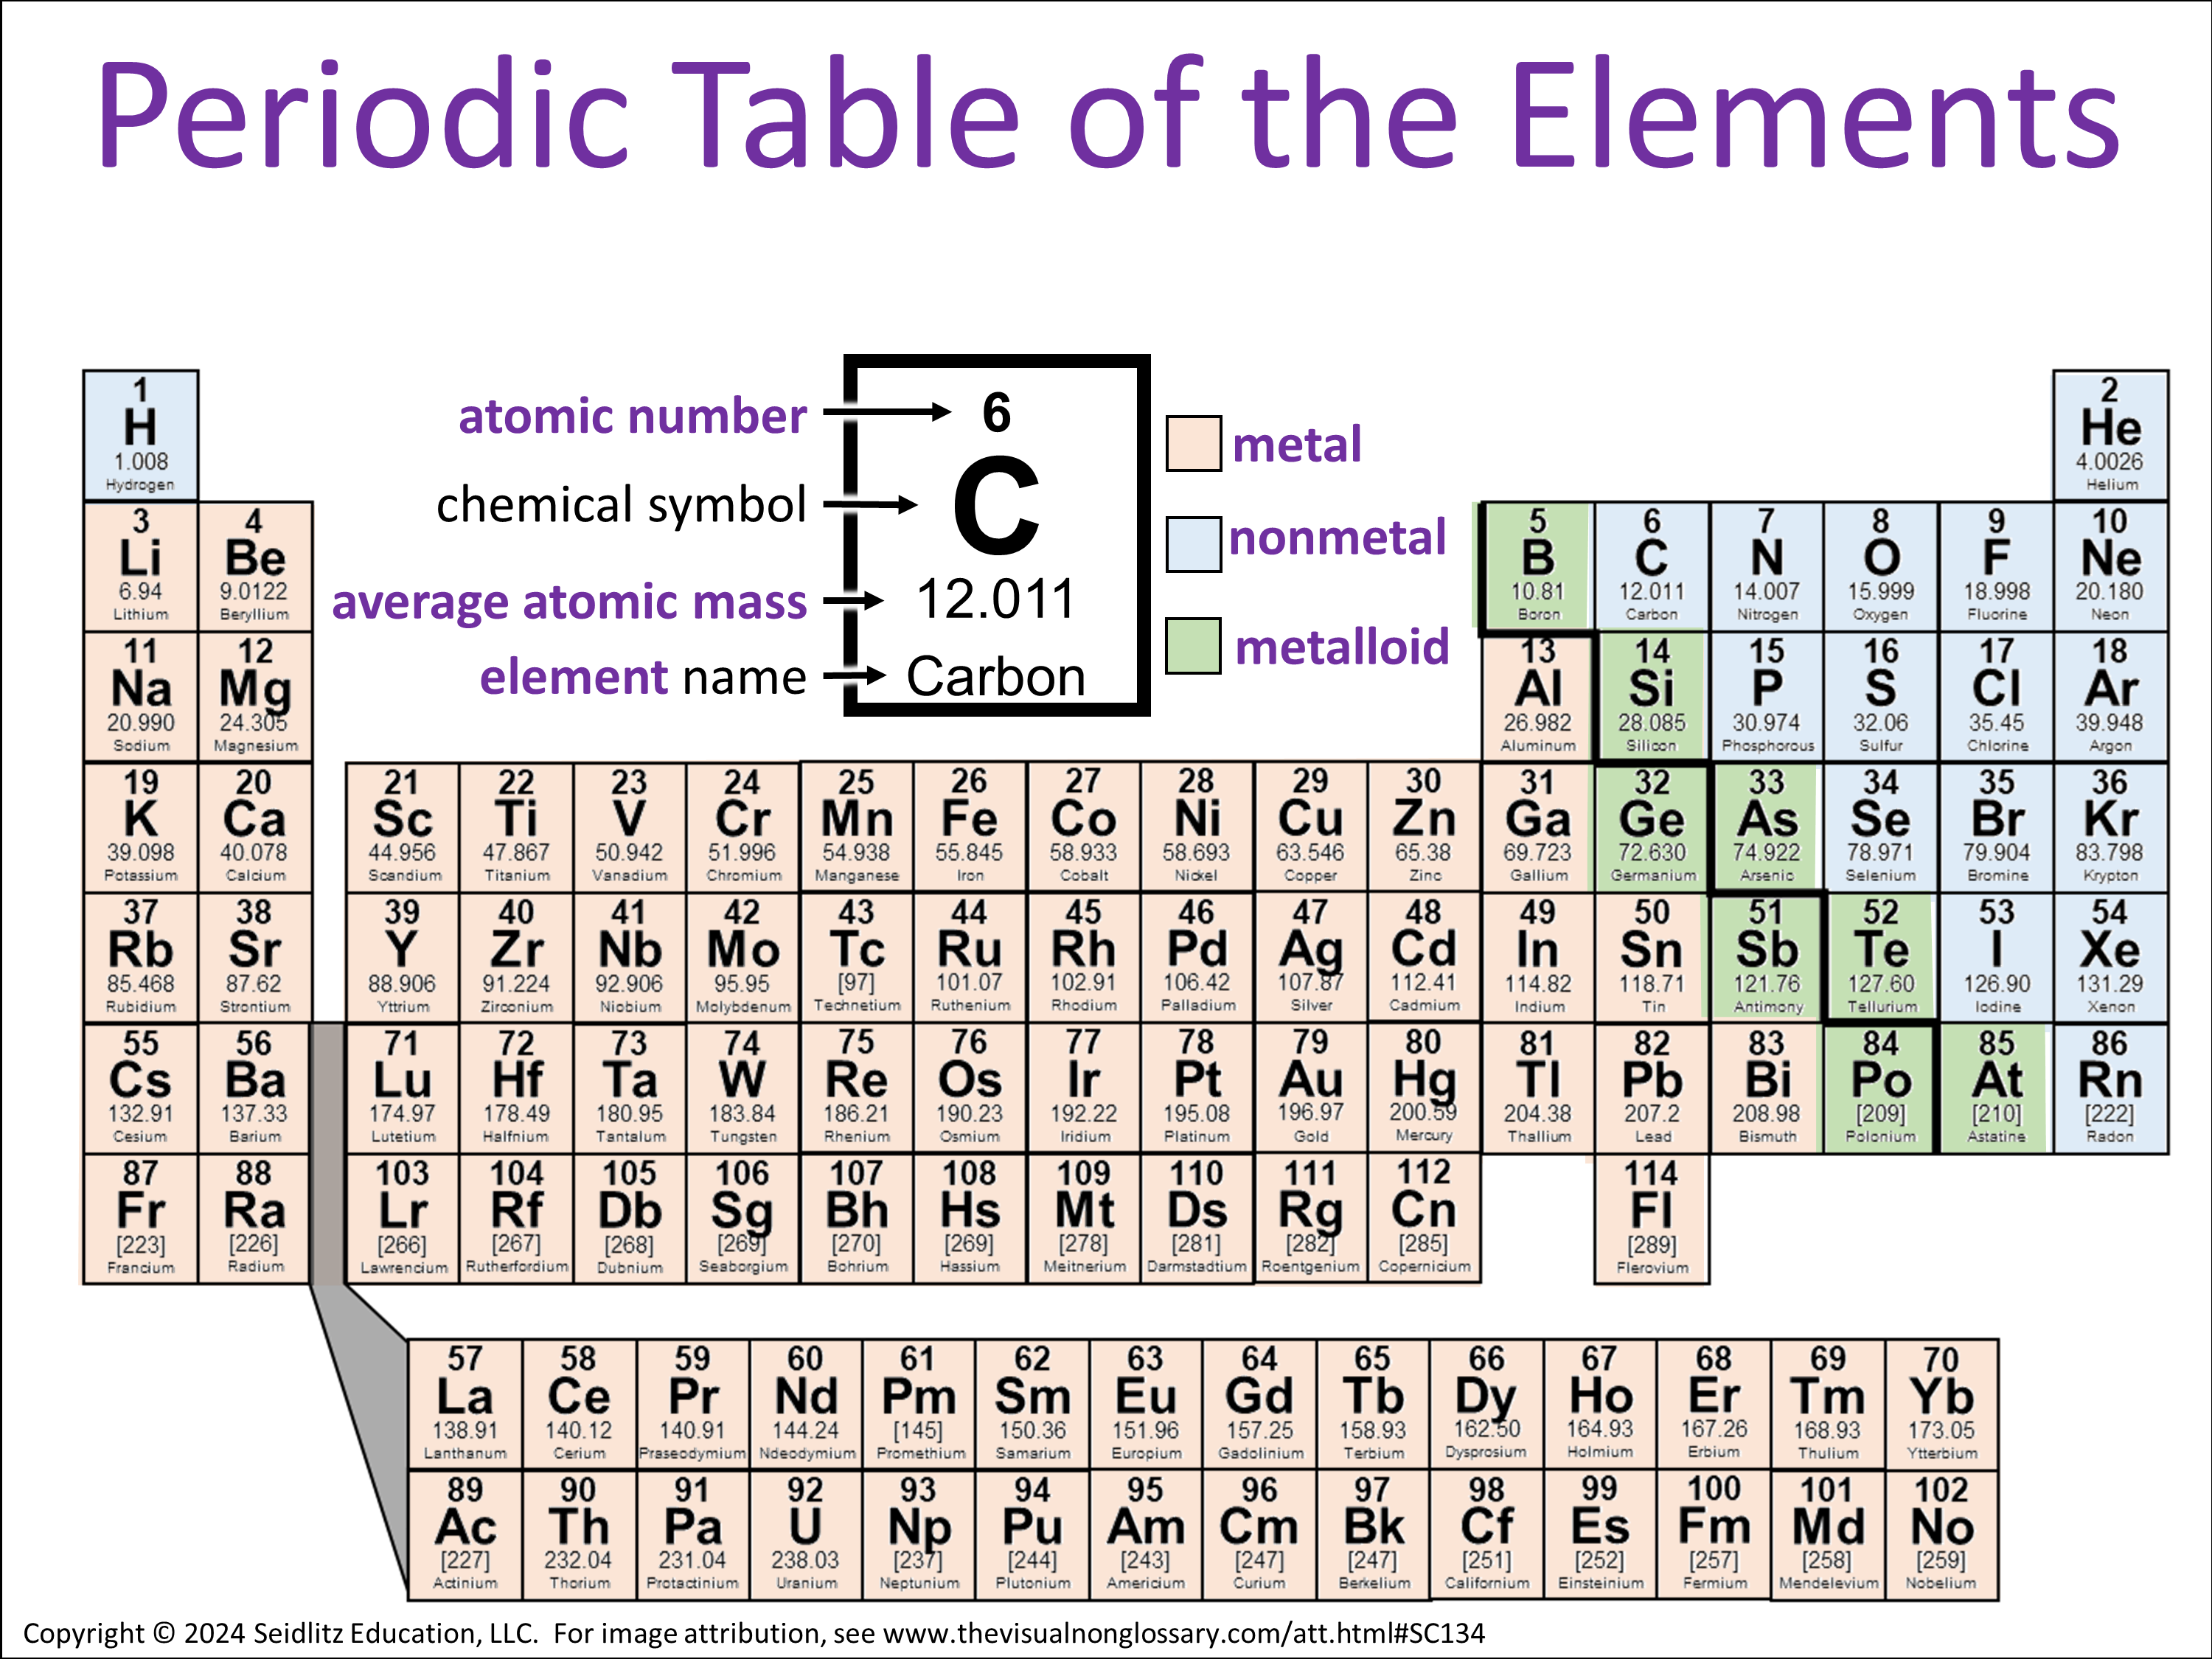 Periodic Table of the Elements
atomic number
chemical symbol
average atomic mass
element name
6
C
12.011
Carbon
metal
nonmetal
metalloid
1 2
H He
1.008 4.0026
Hydrogen Helium
3 4 5 6 7 8 9 10
Li Be B C N O F Ne
6.94 9.0122 10.81 12.011 14.007 15.999 18.998 20.180
Lithium Beryllium Boron Carbon Nitrogen Oxygen Fluorine Neon
11 12 13 14 15 16 17 18
Na Mg Al Si P S Cl Ar
20.990 24.305 26.982 28.085 30.974 32.06 35.45 39.948
Sodium Magnesium Aluminum Silicon Phosphorous Sulfur Chlorine Argon
19 20 21 22 23 24 25 26 27 28 29 30 31 32 33 34 35 36
K Ca Sc Ti V Cr Mn Fe Co Ni Cu Zn Ga Ge As Se Br Kr
39.098 40.078 44.956 47.867 50.942 51.996 54.938 55.845 58.933 58.693 63.546 65.38 69.723 72.630 74.922 78.971 79.904 83.798
Potassium Calcium Scandium Titanium Vanadium Chromium Manganese Iron Cobalt Nickel Copper Zinc Gallium Germanium Arsenic Selenium Bromine Krypton
37 38 39 40 41 42 43 44 45 46 47 48 49 50 51 52 53 54
Rb Sr Y Zr Nb Mo Tc Ru Rh Pd Ag Cd In Sn Sb Te I Xe
85.468 87.62 88.906 91.224 92.906 95.95 [97] 101.07 102.91 106.42 107.87 112.41 114.82 118.71 121.76 127.60 126.90 131.29
Rubidium Strontium Yttrium Zirconium Niobium Molybdenum Technetium Ruthenium Rhodium Palladium Silver Cadmium Indium Tin Antimony Tellurium Iodine Xenon
55 56 71 72 73 74 75 76 77 78 79 80 81 82 83 84 85 86
Cs Ba Lu Hf Ta W Re Os Ir Pt Au Hg Tl Pb Bi Po At Rn
132.91 137.33 174.97 178.49 180.95 183.84 186.21 190.23 192.22 195.08 196.97 200.59 204.38 207.2 208.98 [209] [210] [222]
Cesium Barium Lutetium Halfnium Tantalum Tungsten Rhenium Osmium Iridium Platinum Gold Mercury Thallium Lead Bismuth Polonium Astatine Radon
87 88 103 104 105 106 107 108 109 110 111 112 114
Fr Ra Lr Rf Db Sg Bh Hs Mt Ds Rg Cn Fl
[223] [226] [266] [267] [268] [269] [270] [269] [278] [281] [282] [285] [289]
Francium Radium Lawrencium Rutherfordium Dubnium Seaborgium Bohrium Hassium Meitnerium Darmstadtium Roentgenium Copernicium Flerovium
57 58 59 60 61 62 63 64 65 66 67 68 69 70
La Ce Pr Nd Pm Sm Eu Gd Tb Dy Ho Er Tm Yb
138.91 140.12 140.91 144.24 [145] 150.36 151.96 157.25 158.93 162.50 164.93 167.26 168.93 173.05
Lanthanum Cerium Praseodymium Ndeodymium Promethium Samarium Europium Gadolinium Terbium Dysprosium Holmium Erbium Thulium Ytterbium
89 90 91 92 93 94 95 96 97 98 99 100 101 102
Ac Th Pa U Np Pu Am Cm Bk Cf Es Fm Md No
[227] 232.04 231.04 238.03 [237] [244] [243] [247] [247] [251] [252] [257] [258] [259]
Actinium Thorium Protactinium Uranium Neptunium Plutonium Americium Curium Berkelium Californium Einsteinium Fermium Mendelevium Nobelium
Copyright © 2024 Seidlitz Education, LLC. For image attribution, see www.thevisualnonglossary.com/att.html#SC134